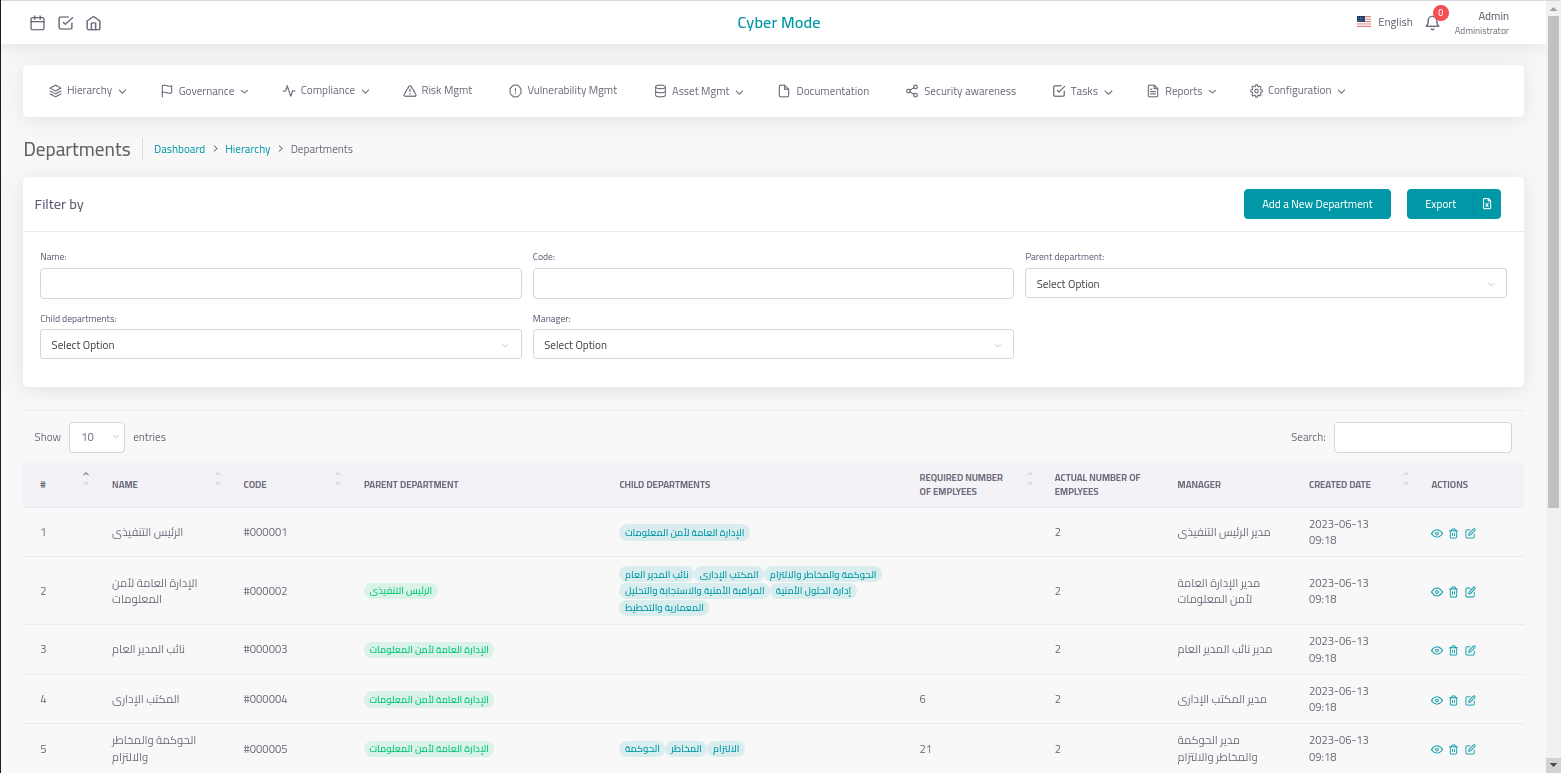 Cyber Mode
English
0
Admin
Administrator
Hierarchy
Governance
Compliance
Risk Mgmt
Vulnerability Mgmt
Asset Mgmt
Documentation
Security awareness
Tasks
Reports
Configuration
Departments
Dashboard > Hierarchy > Departments
Filter by
Add a New Department
Export
Name:
Code:
Parent department:
Select Option
Child departments:
Manager:
Select Option
Select Option
Show 10 entries
Search:
# NAME CODE PARENT DEPARTMENT CHILD DEPARTMENTS REQUIRED NUMBER OF EMPLYEES ACTUAL NUMBER OF EMPLYEES MANAGER CREATED DATE ACTIONS
1 الرئيس التنفيذى #000001 الإدارة العامة لأمن المعلومات 2 مدير الرئيس التنفيذى 2023-06-13 09:18
2 الإدارة العامة لأمن المعلومات #000002 الرئيس التنفيذى نائب المدير العام المكتب الإدارى الحوكمة والمخاطر والالتزام المراقبة الأمنية والاستجابة والتحليل إدارة الحلول الأمنية المعمارية والتخطيط 2 مدير الإدارة العامة لأمن المعلومات 2023-06-13 09:18
3 نائب المدير العام #000003 الإدارة العامة لأمن المعلومات 2 مدير نائب المدير العام 2023-06-13 09:18
4 المكتب الإدارى #000004 الإدارة العامة لأمن المعلومات 6 2 مدير المكتب الإدارى 2023-06-13 09:18
5 الحوكمة والمخاطر والالتزام #000005 الإدارة العامة لأمن المعلومات الحوكمة المخاطر الالتزام 21 2 مدير الحوكمة والمخاطر والالتزام 2023-06-13 09:18